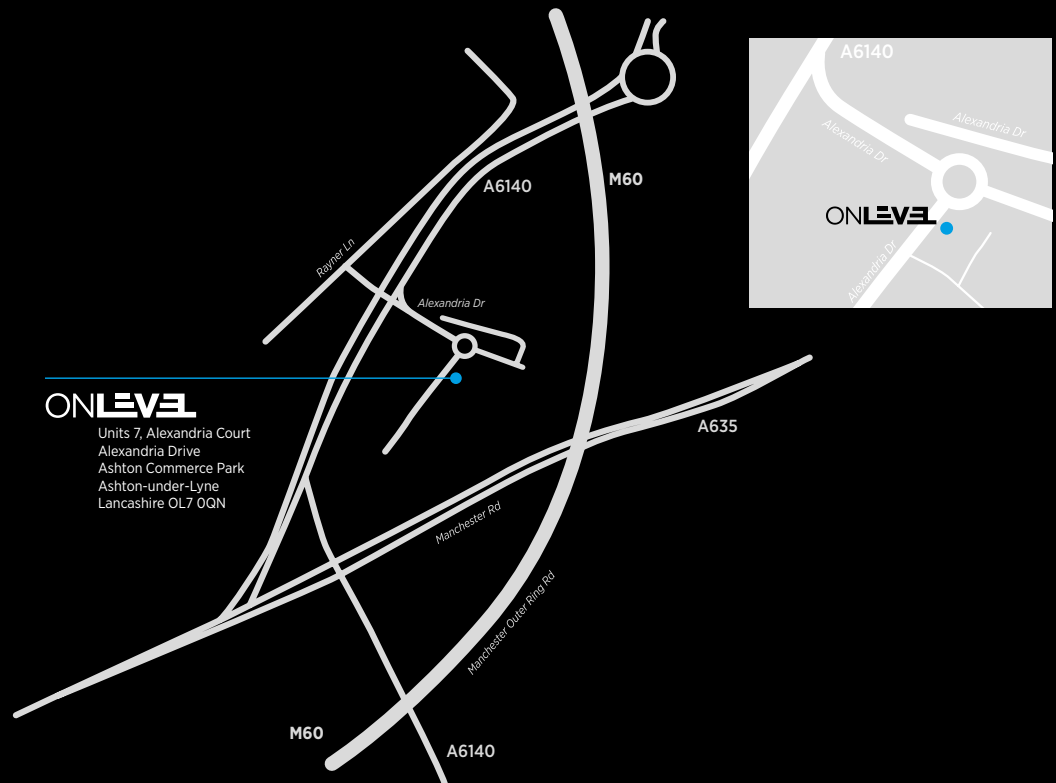 A6140
M60
Rayner Ln
Alexandria Dr
ONLEVEL
Units 7, Alexandria Court
Alexandria Drive
Ashton Commerce Park
Ashton-under-Lyne
Lancashire OL7 0QN
A635
Manchester Rd
Manchester Outer Ring Rd
M60
A6140
A6140
Alexandria Dr
Alexandria Dr
ONLEVEL
Alexandria Dr